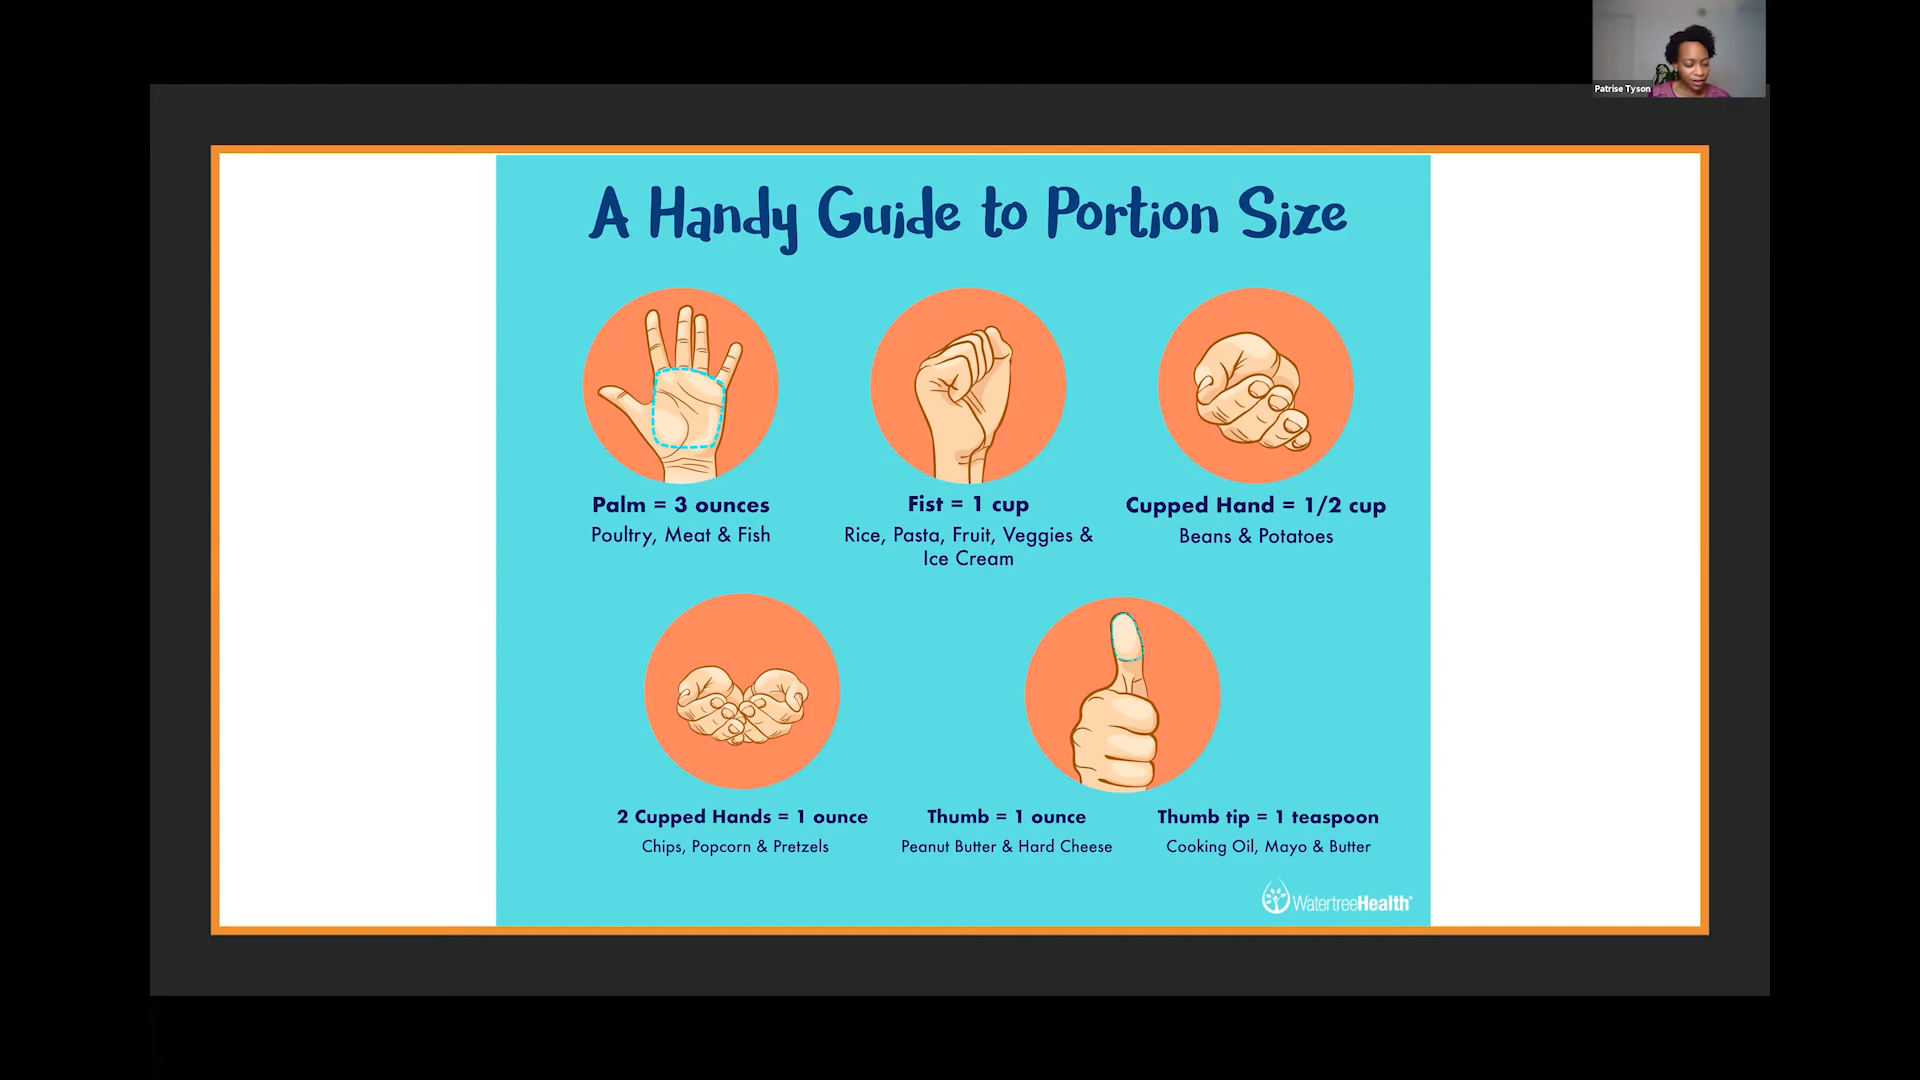 Patrise Tyson
A Handy Guide to Portion Size
Palm = 3 ounces
Poultry, Meat & Fish
Fist = 1 cup
Rice, Pasta, Fruit, Veggies &
Ice Cream
Cupped Hand = 1/2 cup
Beans & Potatoes
2 Cupped Hands = 1 ounce
Chips, Popcorn & Pretzels
Thumb = 1 ounce
Peanut Butter & Hard Cheese
Thumb tip = 1 teaspoon
Cooking Oil, Mayo & Butter
WatertreeHealth